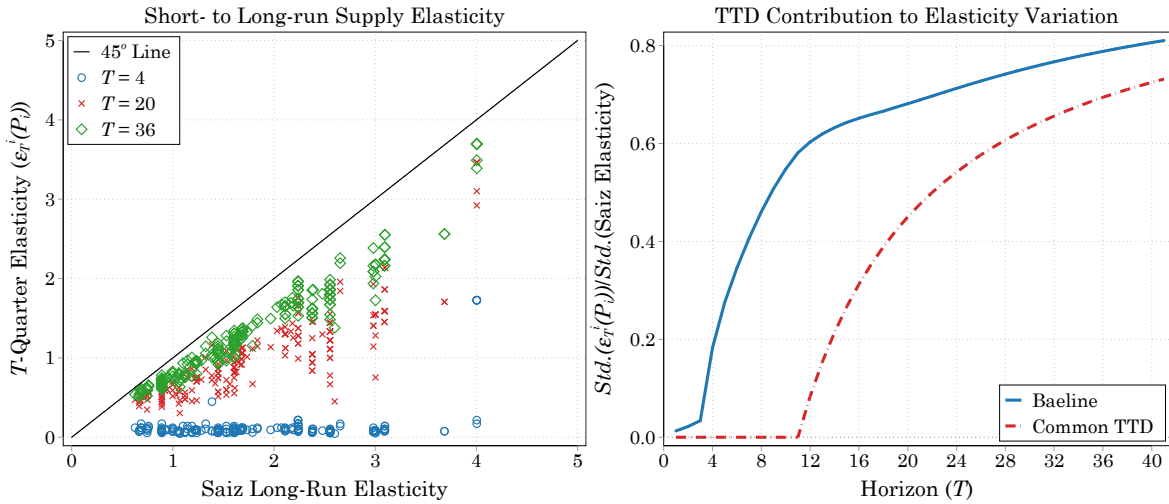 Short- to Long-run Supply Elasticity
T-Quarter Elasticity (ε_T^i(P_i))
5
4
3
2
1
0
45° Line
T = 4
T = 20
T = 36
0 1 2 3 4 5
Saiz Long-Run Elasticity
TTD Contribution to Elasticity Variation
Std.(ε_T^i(P_i))/Std.(Saiz Elasticity)
0.8
0.6
0.4
0.2
0.0
Baeline
Common TTD
0 4 8 12 16 20 24 28 32 36 40
Horizon (T)